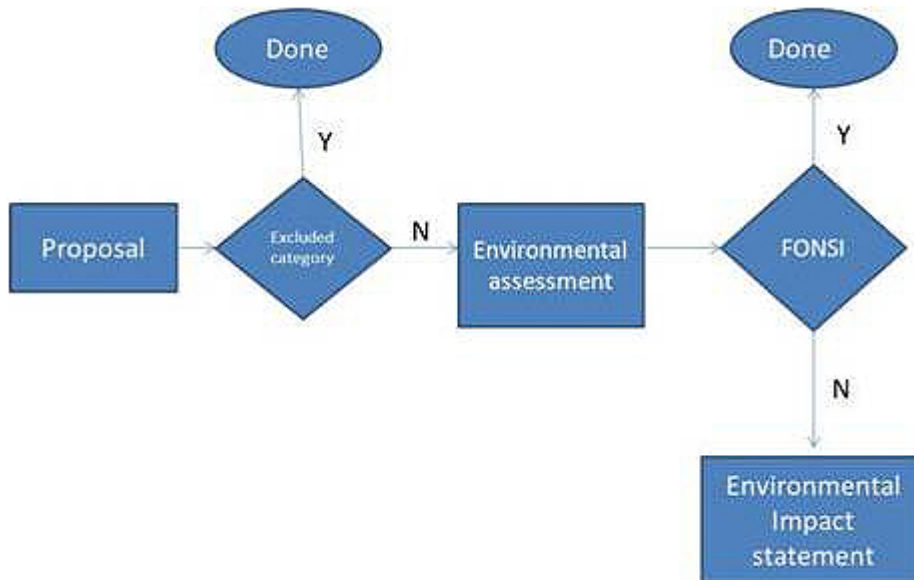 Done
Done
Y
Y
Proposal
Excluded
category
N
Environmental
assessment
FONSI
N
Environmental
Impact
statement